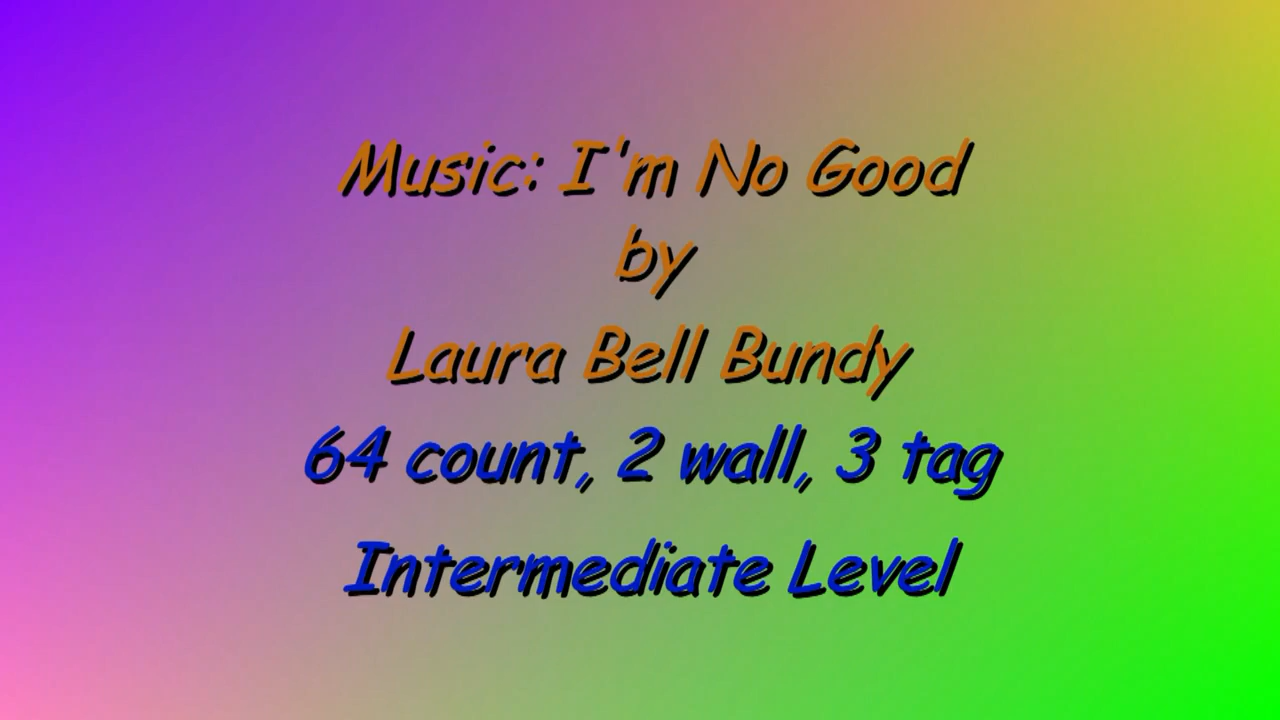 Music: I'm No Good
by
Laura Bell Bundy
64 count, 2 wall, 3 tag
Intermediate Level